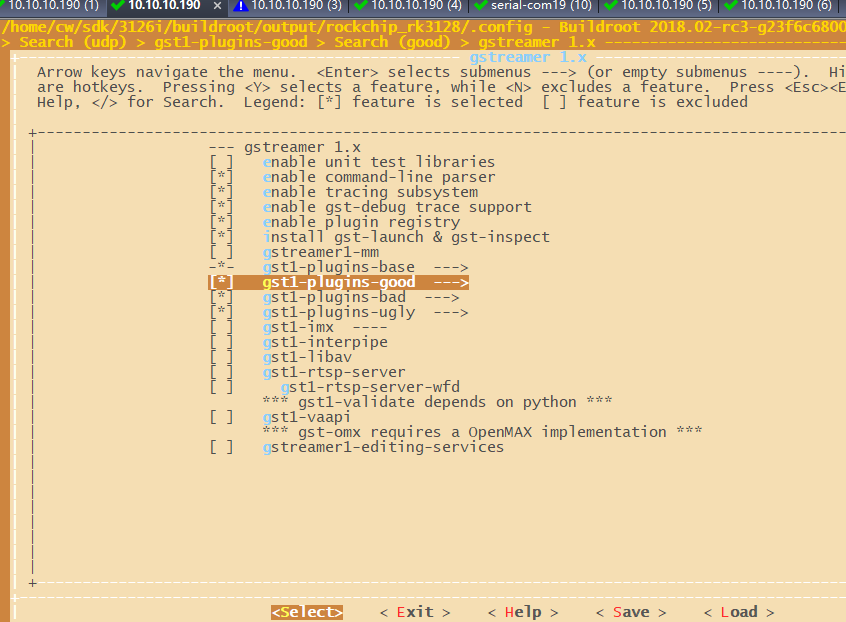 10.10.10.190 (1) 10.10.10.190 × 10.10.10.190 (3) 10.10.10.190 (4) serial-com19 (10) 10.10.10.190 (5) 10.10.10.190 (6)
/home/cw/sdk/3126i/buildroot/output/rockchip_rk3128/.config - Buildroot 2018.02-rc3-g23f6c6800
> Search (udp) > gst1-plugins-good > Search (good) > gstreamer 1.x
gstreamer 1.x
Arrow keys navigate the menu. <Enter> selects submenus ---> (or empty submenus ----). Hi
are hotkeys. Pressing <Y> selects a feature, while <N> excludes a feature. Press <Esc><E
Help, </> for Search. Legend: [*] feature is selected [ ] feature is excluded
--- gstreamer 1.x
[ ] enable unit test libraries
[*] enable command-line parser
[*] enable tracing subsystem
[*] enable gst-debug trace support
[*] enable plugin registry
[*] install gst-launch & gst-inspect
[ ] gstreamer1-mm
-*- gst1-plugins-base --->
[*] gst1-plugins-good --->
[*] gst1-plugins-bad --->
[*] gst1-plugins-ugly --->
[ ] gst1-imx ----
[ ] gst1-interpipe
[ ] gst1-libav
[ ] gst1-rtsp-server
[ ] gst1-rtsp-server-wfd
*** gst1-validate depends on python ***
[ ] gst1-vaapi
*** gst-omx requires a OpenMAX implementation ***
[ ] gstreamer1-editing-services
<Select> < Exit > < Help > < Save > < Load >